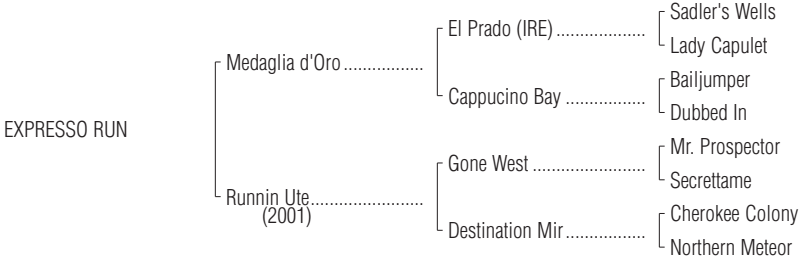 Sadler's Wells
El Prado (IRE) ...................
Lady Capulet
Medaglia d'Oro .................
Bailjumper
Cappucino Bay .................
Dubbed In
EXPRESSO RUN
Mr. Prospector
Gone West ........................
Secrettame
Runnin Ute........................
(2001)
Cherokee Colony
Destination Mir .................
Northern Meteor